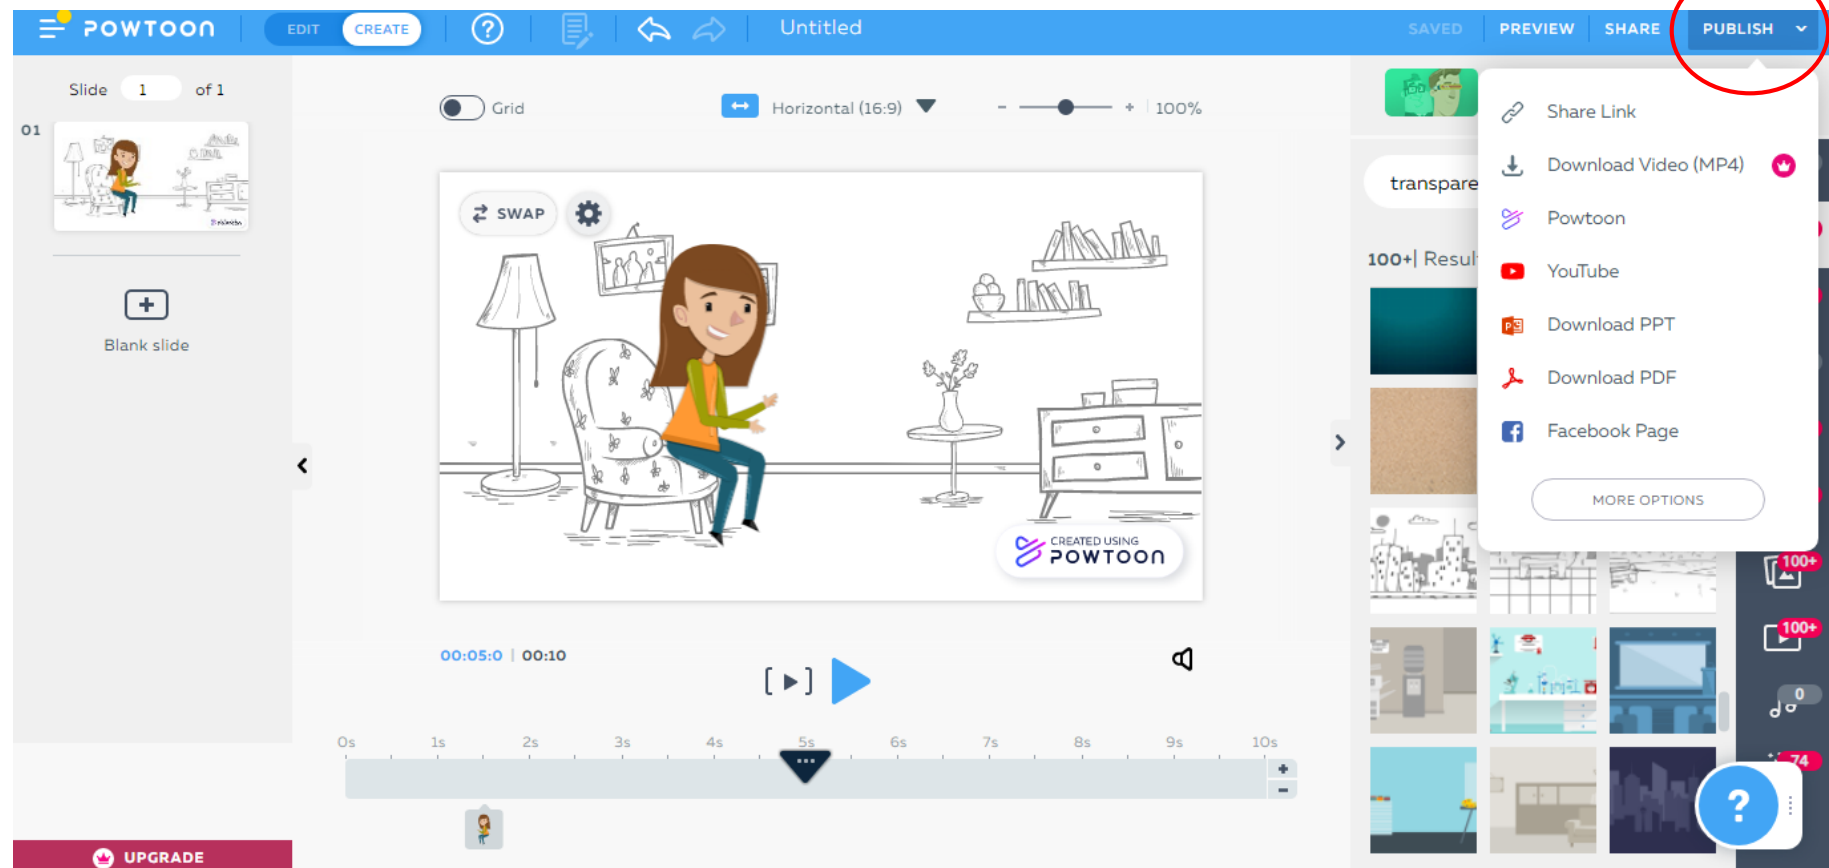 POWTOON
EDIT
CREATE
?
Untitled
SAVED
PREVIEW
SHARE
PUBLISH
Slide 1 of 1
01
Blank slide
UPGRADE
Grid
Horizontal (16:9)
- + 100%
SWAP
CREATED USING
POWTOON
00:05:0 | 00:10
0s 1s 2s 3s 4s 5s 6s 7s 8s 9s 10s
+
-
transpare
100+| Resul
Share Link
Download Video (MP4)
Powtoon
YouTube
Download PPT
Download PDF
Facebook Page
MORE OPTIONS
100+
100+
0
74
?